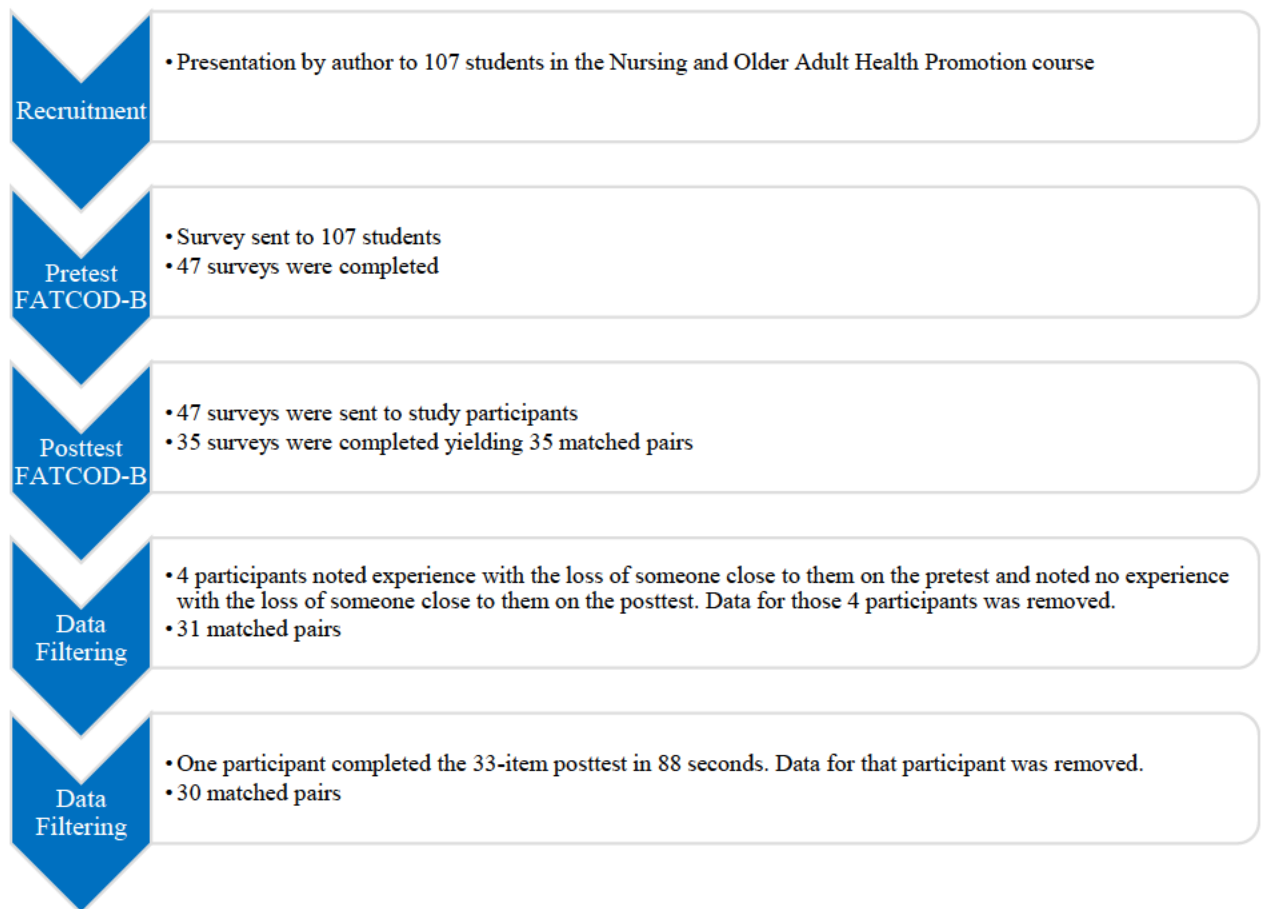 Recruitment
• Presentation by author to 107 students in the Nursing and Older Adult Health Promotion course
Pretest
FATCOD-B
• Survey sent to 107 students
• 47 surveys were completed
Posttest
FATCOD-B
• 47 surveys were sent to study participants
• 35 surveys were completed yielding 35 matched pairs
Data
Filtering
• 4 participants noted experience with the loss of someone close to them on the pretest and noted no experience
with the loss of someone close to them on the posttest. Data for those 4 participants was removed.
• 31 matched pairs
Data
Filtering
• One participant completed the 33-item posttest in 88 seconds. Data for that participant was removed.
• 30 matched pairs